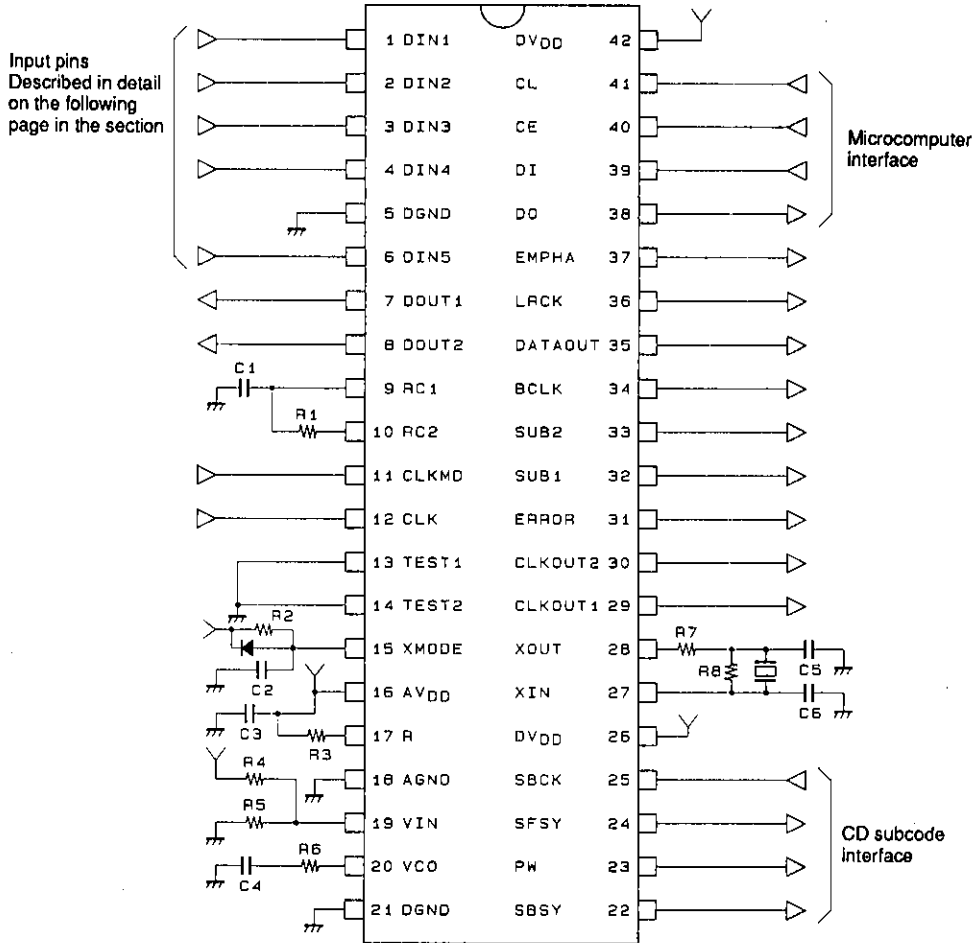 Input pins
Described in detail
on the following
page in the section
1 DIN1
2 DIN2
3 DIN3
4 DIN4
5 DGND
6 DIN5
7 DOUT1
8 DOUT2
C1
9 RC1
R1
10 RC2
11 CLKMD
12 CLK
13 TEST1
14 TEST2
R2
15 XMODE
C2
16 AVDD
C3
R3
17 R
R4
18 AGND
R5
19 VIN
R6
20 VCO
C4
21 DGND
DVDD 42
CL 41
CE 40
DI 39
DO 38
EMPHA 37
LRCK 36
DATAOUT 35
BCLK 34
SUB2 33
SUB1 32
ERROR 31
CLKOUT2 30
CLKOUT1 29
XOUT 28
R7
R8
C5
XIN 27
C6
DVDD 26
SBCK 25
SFSY 24
PW 23
SBSY 22
Microcomputer
interface
CD subcode
interface